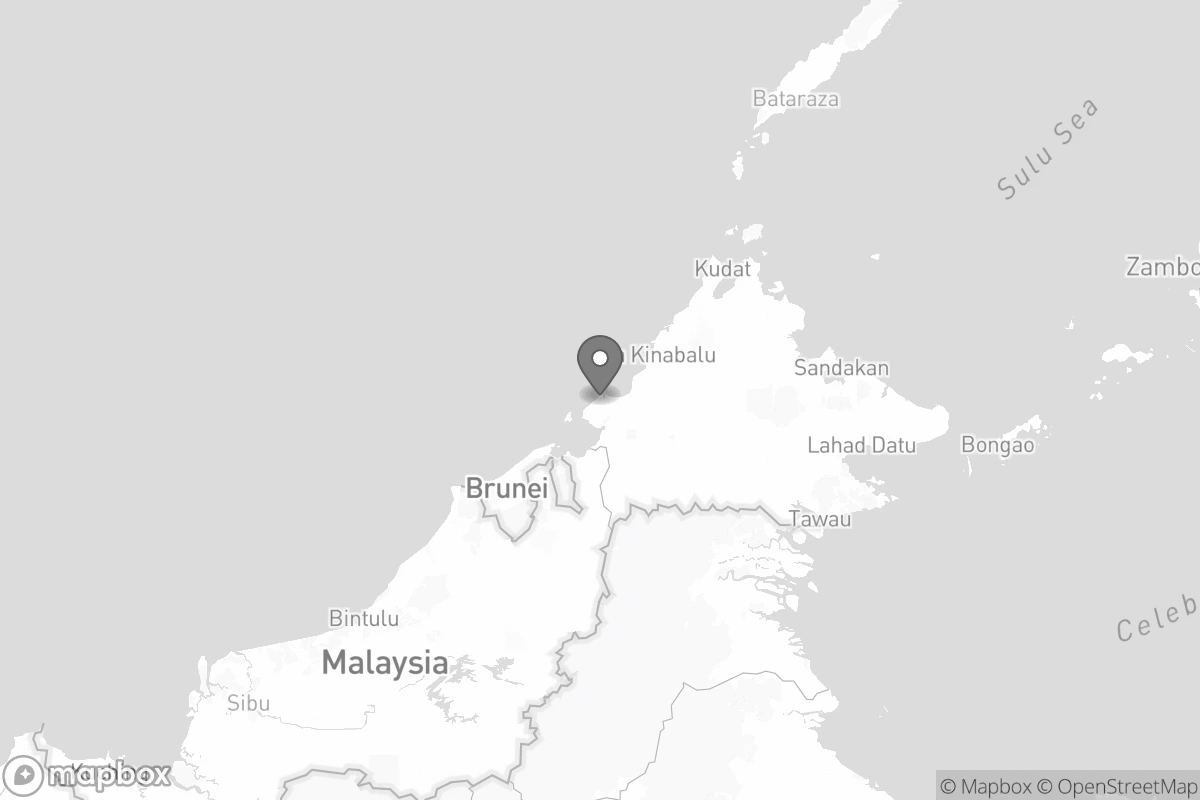 Bataraza
Sulu Sea
Kudat
Zambo
Kinabalu
Sandakan
Lahad Datu
Bongao
Brunei
Tawau
Celeb
Bintulu
Malaysia
Sibu
mapbox
© Mapbox © OpenStreetMap